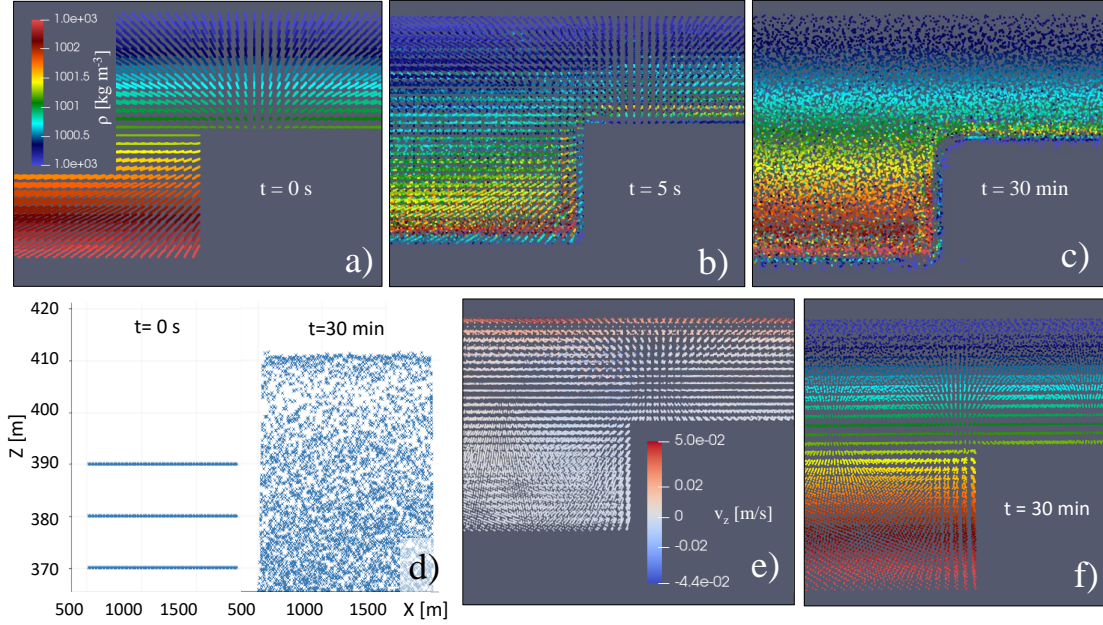 1.0e+03
1002
1001.5
1001
1000.5
1.0e+03
ρ [kg m⁻³]
t = 0 s
a)
t = 5 s
b)
t = 30 min
c)
420
410
400
390
380
370
Z [m]
t= 0 s
t=30 min
d)
500 1000 1500 500 1000 1500 X [m]
5.0e-02
0.02
0
-0.02
-4.4e-02
v_z [m/s]
e)
t = 30 min
f)